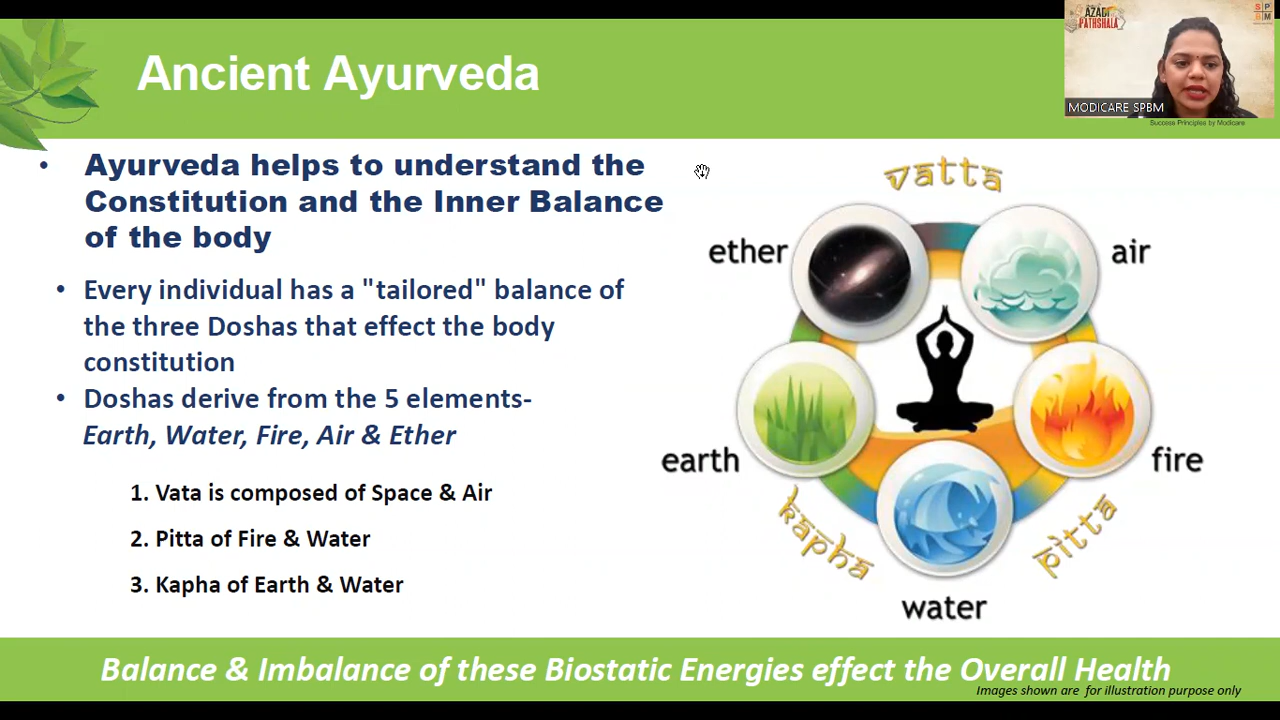 Ancient Ayurveda
AZADI
PATHSHALA
S P
B M
MODICARE SPBM
Success Principles by Modicare
• Ayurveda helps to understand the
Constitution and the Inner Balance
of the body
• Every individual has a "tailored" balance of
the three Doshas that effect the body
constitution
• Doshas derive from the 5 elements-
Earth, Water, Fire, Air & Ether
1. Vata is composed of Space & Air
2. Pitta of Fire & Water
3. Kapha of Earth & Water
vatta
ether
air
earth
fire
kapha
pitta
water
Balance & Imbalance of these Biostatic Energies effect the Overall Health
Images shown are for illustration purpose only